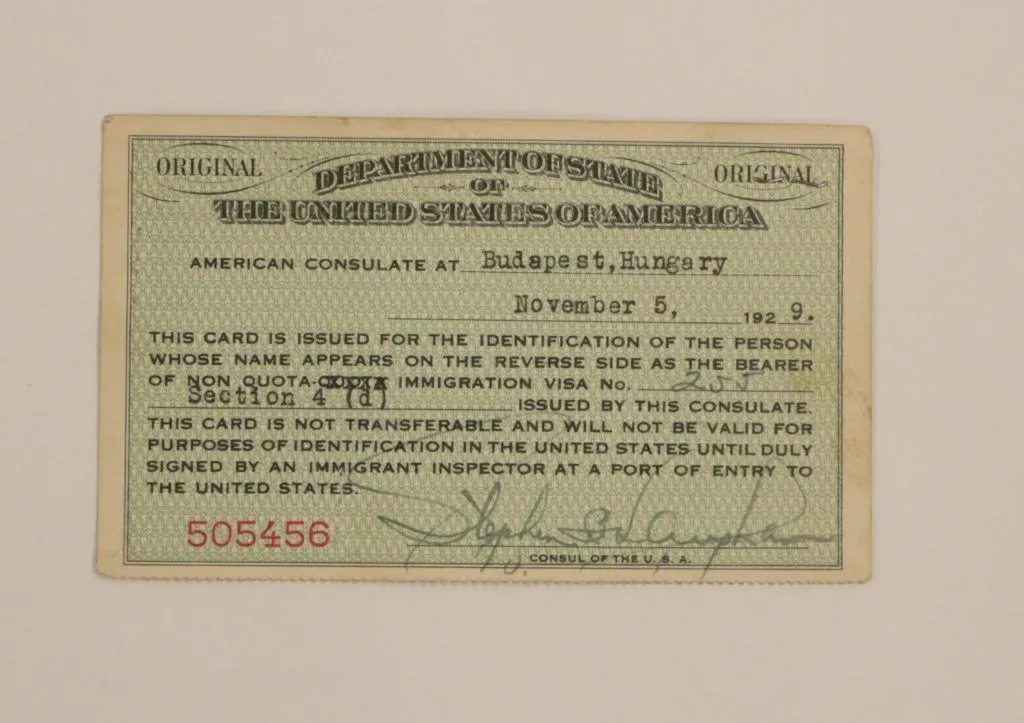 ORIGINAL DEPARTMENT OF STATE ORIGINAL
OF
THE UNITED STATES OF AMERICA
AMERICAN CONSULATE AT Budapest, Hungary
November 5, 1929.
THIS CARD IS ISSUED FOR THE IDENTIFICATION OF THE PERSON
WHOSE NAME APPEARS ON THE REVERSE SIDE AS THE BEARER
OF NON QUOTA- IMMIGRATION VISA No. 255
Section 4 (d) ISSUED BY THIS CONSULATE.
THIS CARD IS NOT TRANSFERABLE AND WILL NOT BE VALID FOR
PURPOSES OF IDENTIFICATION IN THE UNITED STATES UNTIL DULY
SIGNED BY AN IMMIGRANT INSPECTOR AT A PORT OF ENTRY TO
THE UNITED STATES.
505456 Stephen
CONSUL OF THE U. S. A.